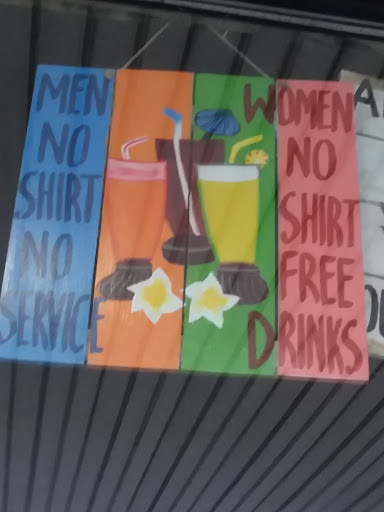 MEN
NO
SHIRT
NO
SERVICE
WOMEN
NO
SHIRT
FREE
DRINKS